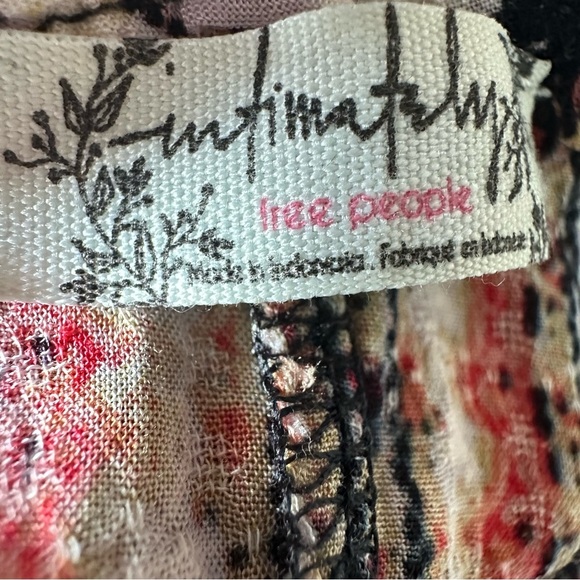 intimately
free people
Made in Indonesia . Fabriqué en Indonésie